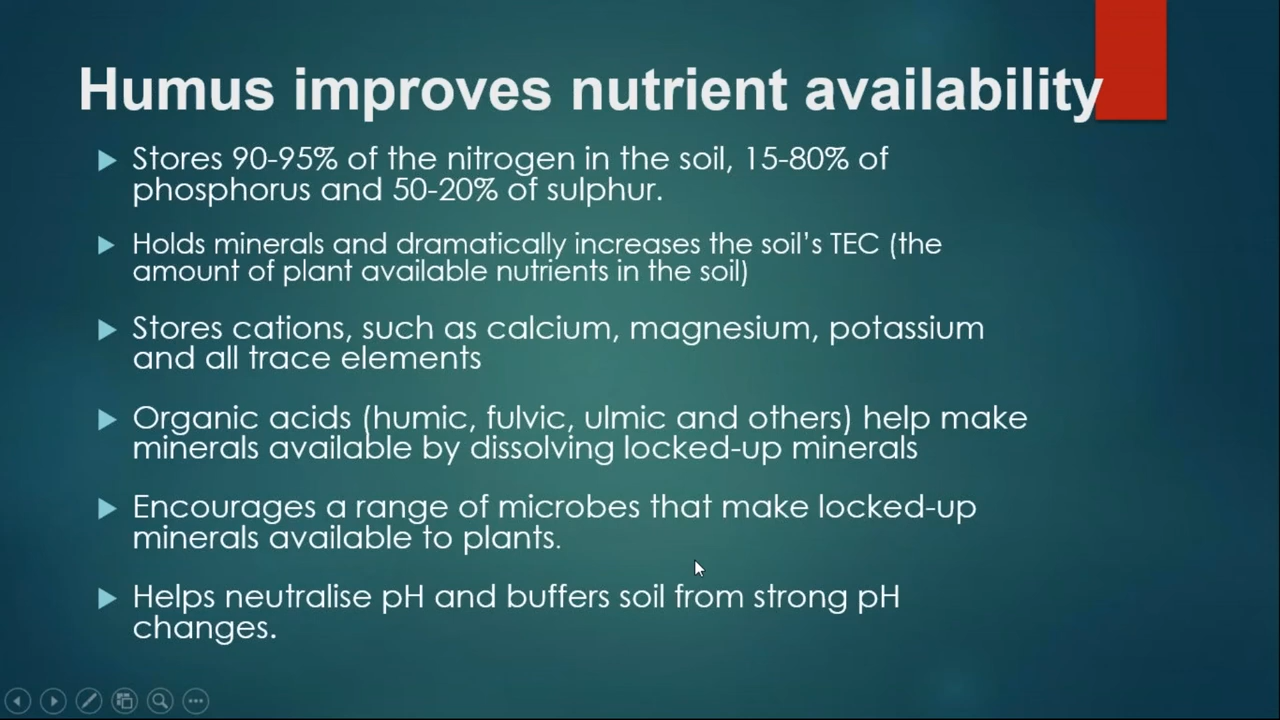 Humus improves nutrient availability
Stores 90-95% of the nitrogen in the soil, 15-80% of
phosphorus and 50-20% of sulphur.
Holds minerals and dramatically increases the soil's TEC (the
amount of plant available nutrients in the soil)
Stores cations, such as calcium, magnesium, potassium
and all trace elements
Organic acids (humic, fulvic, ulmic and others) help make
minerals available by dissolving locked-up minerals
Encourages a range of microbes that make locked-up
minerals available to plants.
Helps neutralise pH and buffers soil from strong pH
changes.